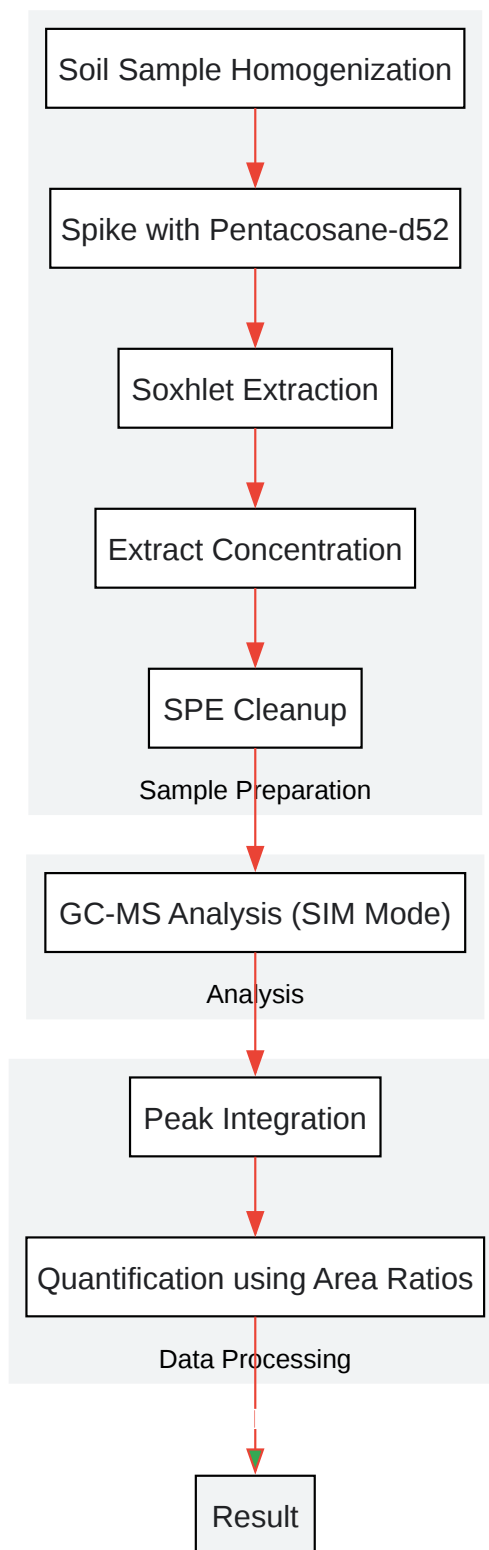 Soil Sample Homogenization
Spike with Pentacosane-d52
Soxhlet Extraction
Extract Concentration
SPE Cleanup
Sample Preparation
GC-MS Analysis (SIM Mode)
Analysis
Peak Integration
Quantification using Area Ratios
Data Processing
Result